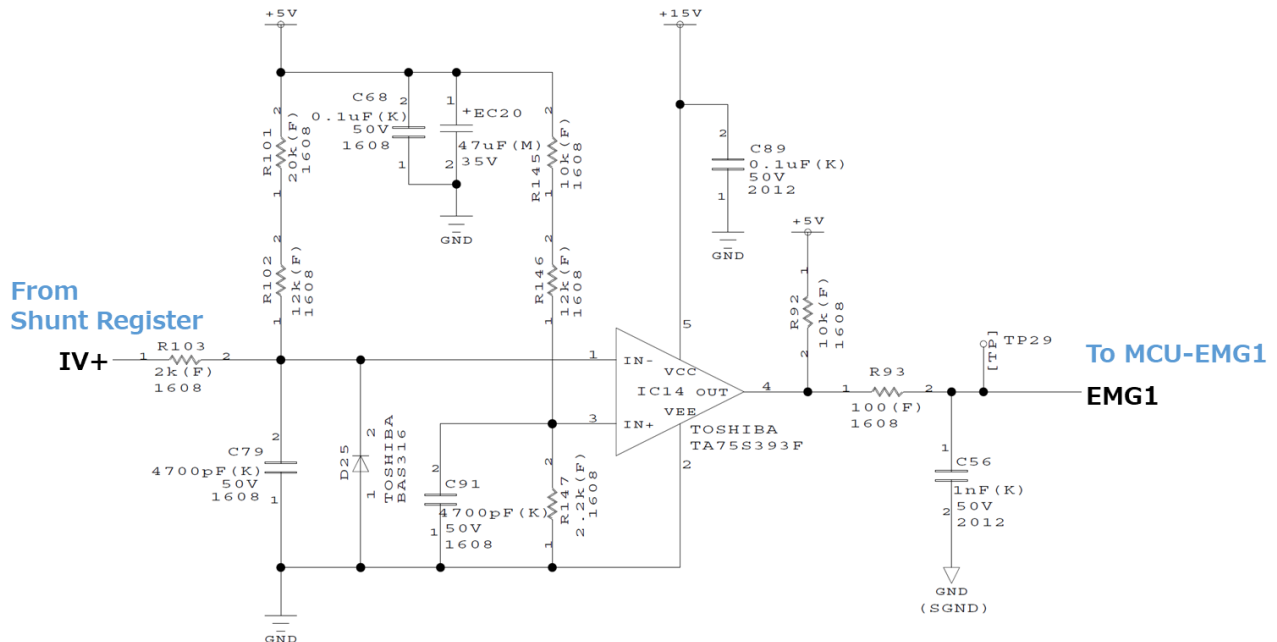 +5V
+15V
C68
0.1uF(K)
50V
1608
2
1
1
+EC20
47uF(M)
35V
2
GND
2
R101
20k(F)
1608
1
2
R102
12k(F)
1608
1
2
R145
10k(F)
1608
1
2
R146
12k(F)
1608
1
2
C89
0.1uF(K)
50V
2012
1
GND
+5V
1
R92
10k(F)
1608
2
From
Shunt Register
IV+
1
R103
2
2k(F)
1608
1
IN-
5
VCC
IC14
OUT
4
VEE
3
IN+
2
TOSHIBA
TA75S393F
1
R93
2
100(F)
1608
[TP]
TP29
To MCU-EMG1
EMG1
2
C79
4700pF(K)
50V
1608
1
2
D25
1
TOSHIBA
BAS316
2
C91
4700pF(K)
50V
1
1608
2
R147
2.2k(F)
1608
1
1
C56
1nF(K)
50V
2
2012
GND
(SGND)
GND